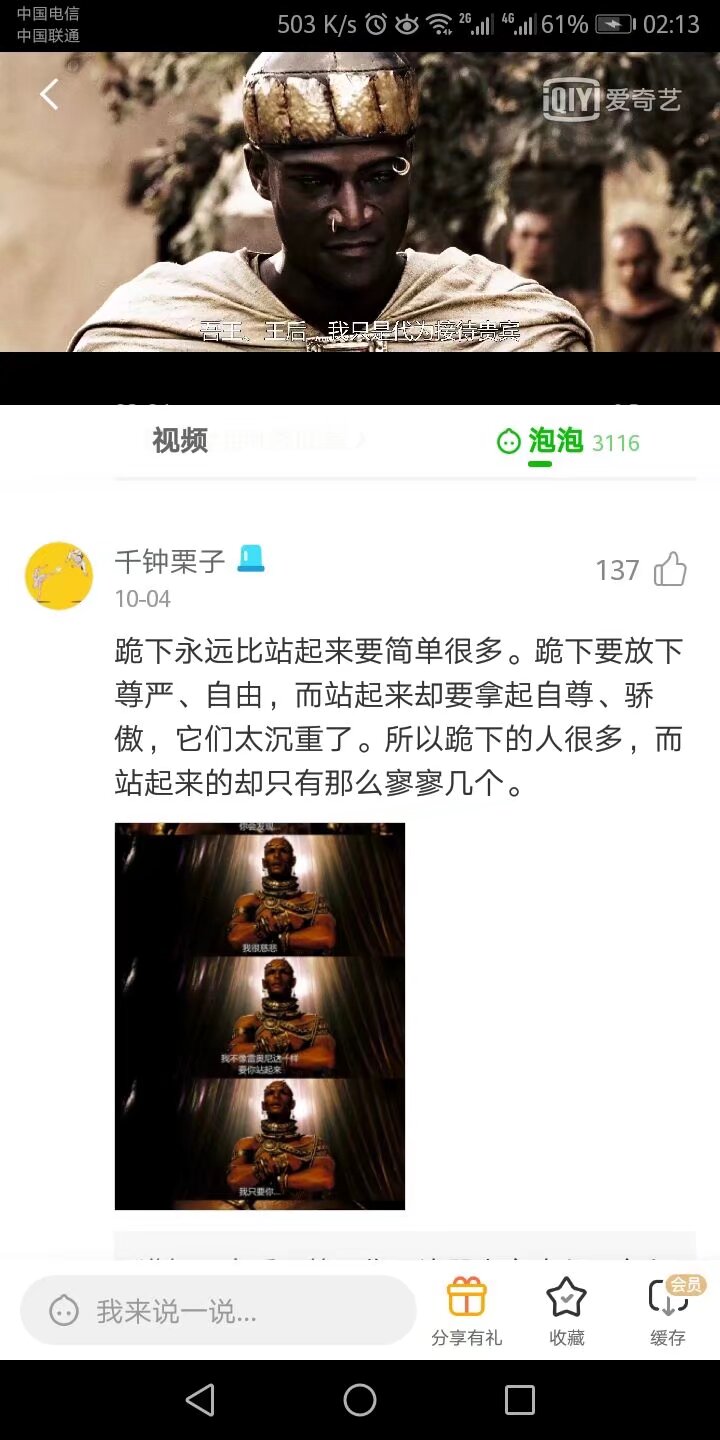 中国电信
中国联通
503 K/s 2G 4G 61% 02:13
iQIYI 爱奇艺
吾王、王后 我只是代为接待贵宾
视频
泡泡 3116
千钟栗子
137
10-04
跪下永远比站起来要简单很多。跪下要放下
尊严、自由，而站起来却要拿起自尊、骄
傲，它们太沉重了。所以跪下的人很多，而
站起来的却只有那么寥寥几个。
你会发现...
我很慈悲
我不像雷奥尼达一样
要你站起来
我只要你...
我来说一说...
分享有礼
收藏
会员
缓存